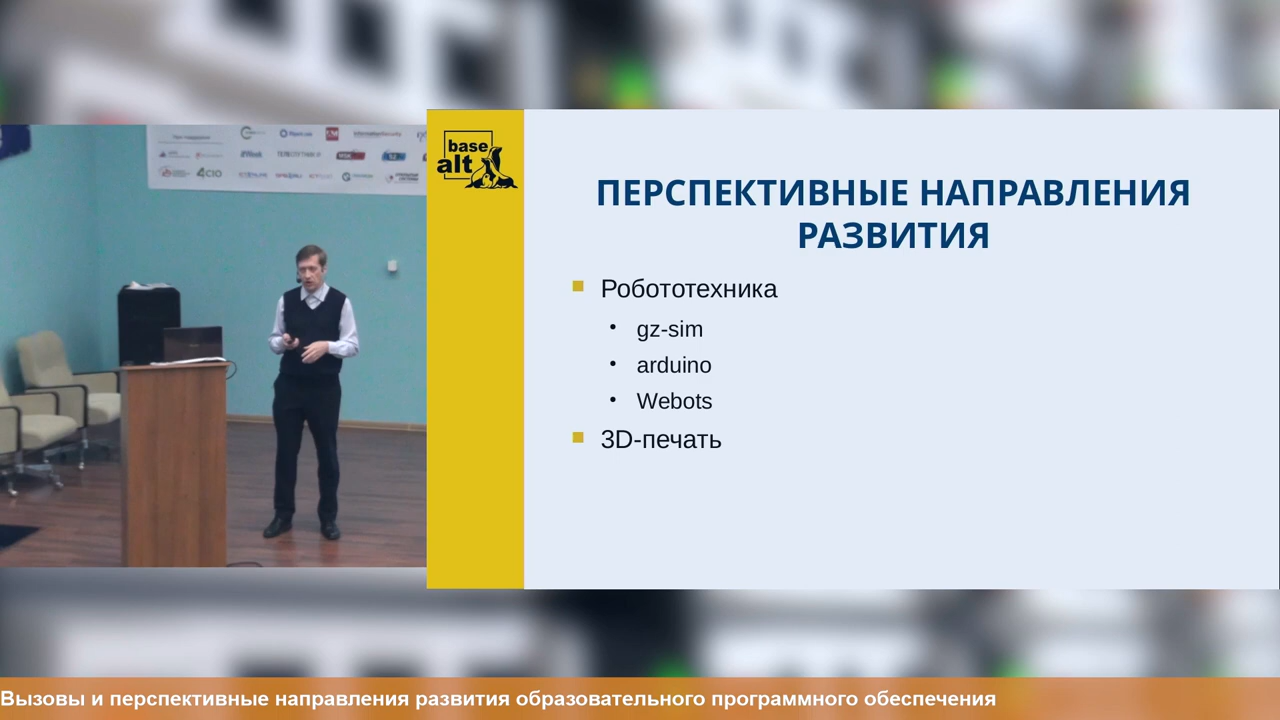 4CIO
base
alt
ПЕРСПЕКТИВНЫЕ НАПРАВЛЕНИЯ
РАЗВИТИЯ
Робототехника
gz-sim
arduino
Webots
3D-печать
Вызовы и перспективные направления развития образовательного программного обеспечения